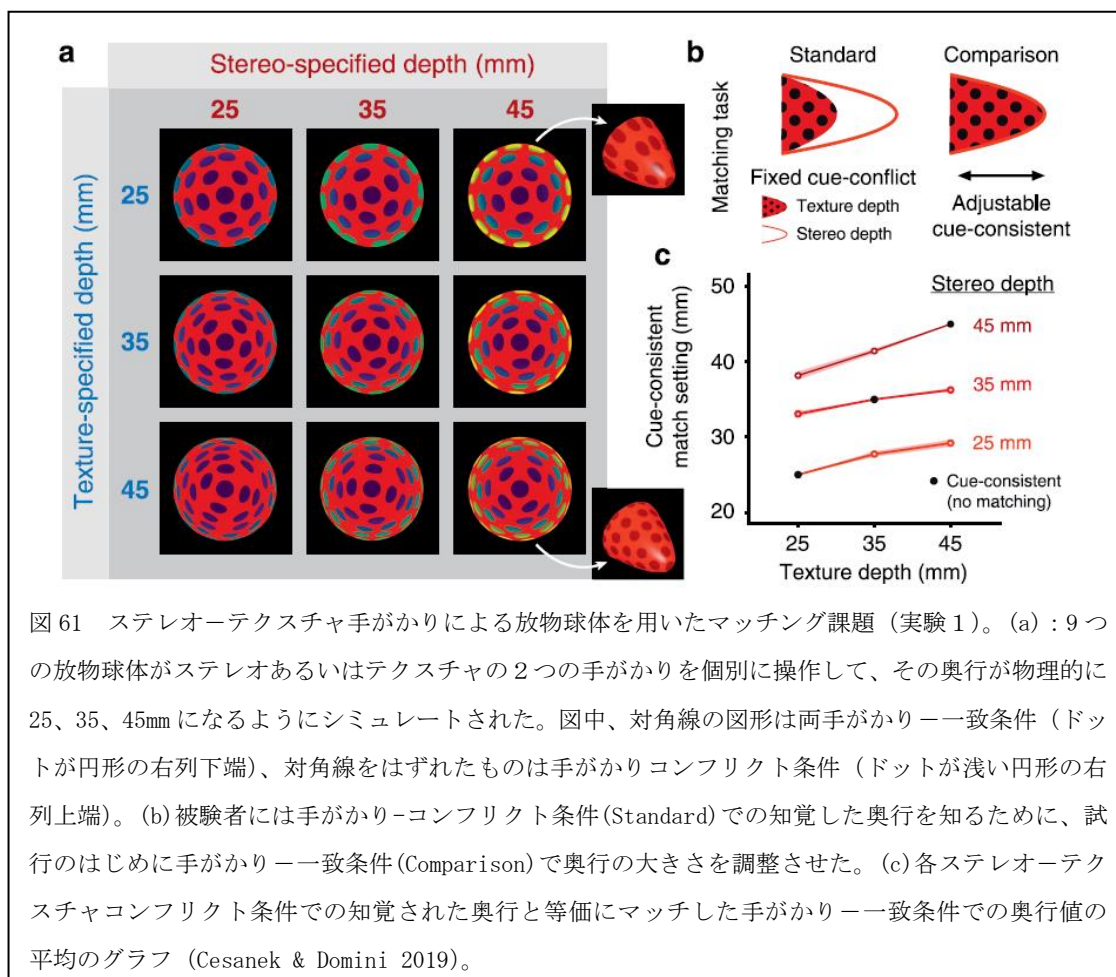 a
Stereo-specified depth (mm)
25 35 45
Texture-specified depth (mm)
25
35
45
b
Standard Comparison
Matching task
Fixed cue-conflict
Texture depth
Stereo depth
Adjustable
cue-consistent
c
Cue-consistent
match setting (mm)
50
40
30
20
Stereo depth
45 mm
35 mm
25 mm
Cue-consistent
(no matching)
25 35 45
Texture depth (mm)
図 61 ステレオ－テクスチャ手がかりによる放物球体を用いたマッチング課題（実験１）。(a)：9 つ
の放物球体がステレオあるいはテクスチャの２つの手がかりを個別に操作して、その奥行が物理的に
25、35、45mm になるようにシミュレートされた。図中、対角線の図形は両手がかり－一致条件（ドッ
トが円形の右列下端）、対角線をはずれたものは手がかりコンフリクト条件（ドットが浅い円形の右
列上端）。(b)被験者には手がかり-コンフリクト条件(Standard)での知覚した奥行を知るために、試
行のはじめに手がかり－一致条件(Comparison)で奥行の大きさを調整させた。(c)各ステレオ－テク
スチャコンフリクト条件での知覚された奥行と等価にマッチした手がかり－一致条件での奥行値の
平均のグラフ (Cesanek & Domini 2019)。